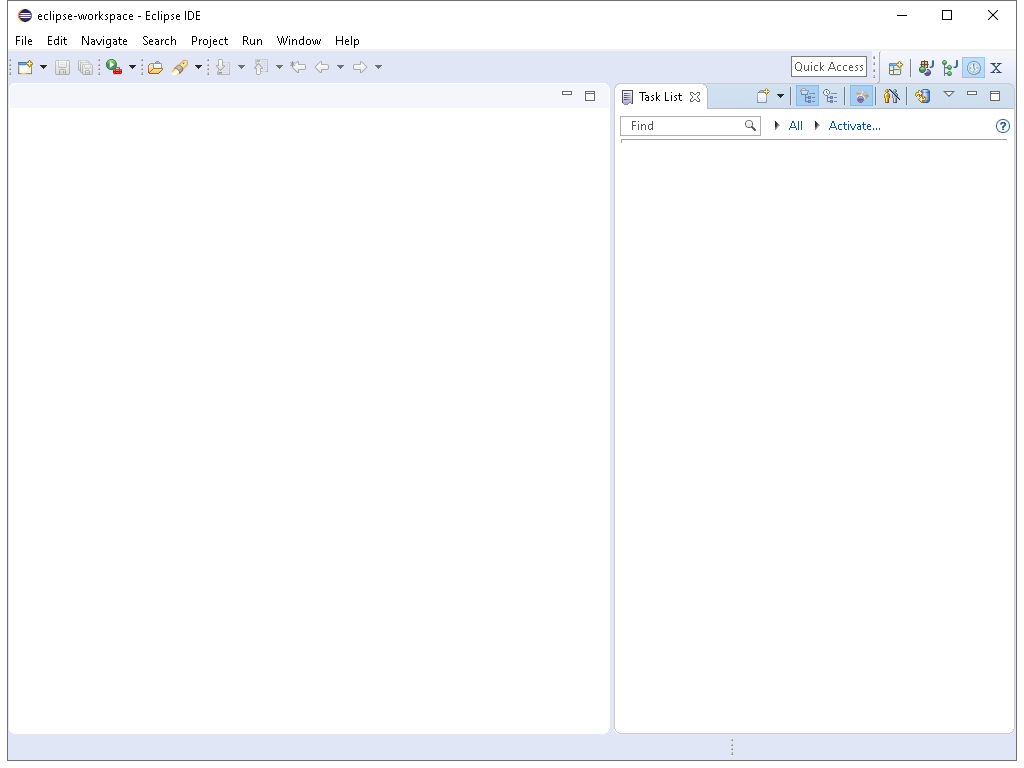 eclipse-workspace - Eclipse IDE
File Edit Navigate Search Project Run Window Help
Quick Access
X
Task List
Find All Activate...